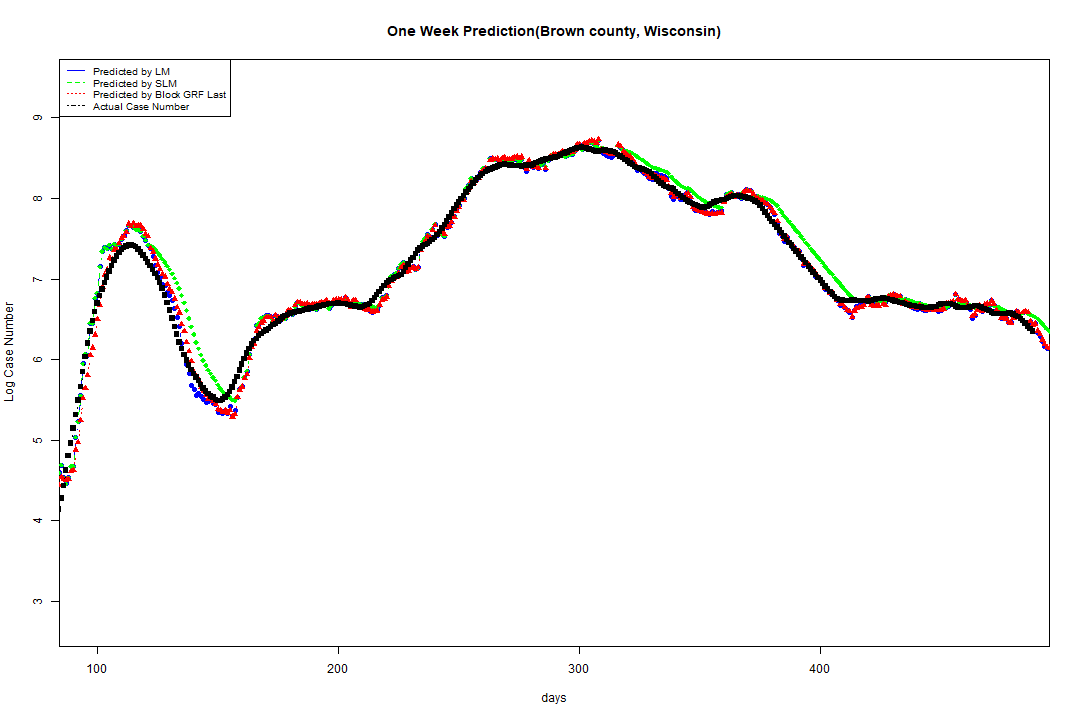 One Week Prediction(Brown county, Wisconsin)
Predicted by LM
Predicted by SLM
Predicted by Block GRF Last
Actual Case Number
9
8
7
6
5
4
3
Log Case Number
100 200 300 400
days